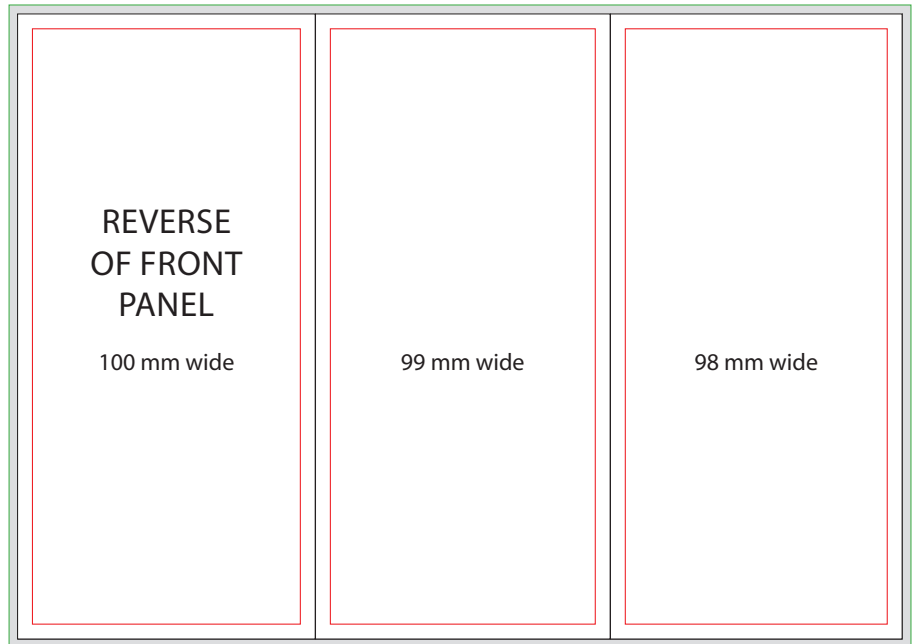 REVERSE
OF FRONT
PANEL
100 mm wide
99 mm wide
98 mm wide